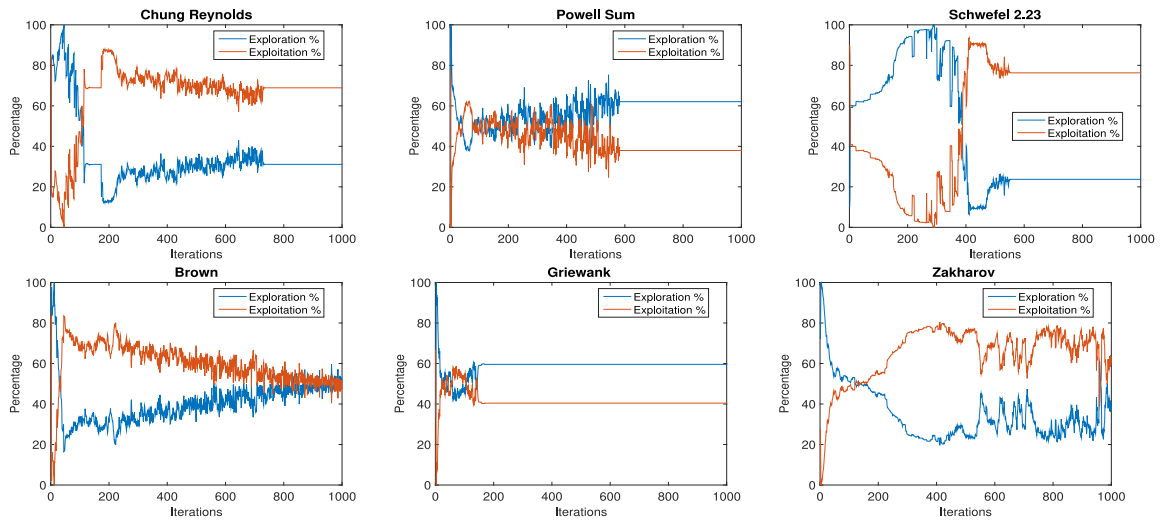 Chung Reynolds
Percentage
100
80
60
40
20
0
Exploration %
Exploitation %
0 200 400 600 800 1000
Iterations
Powell Sum
Percentage
100
80
60
40
20
0
Exploration %
Exploitation %
0 200 400 600 800 1000
Iterations
Schwefel 2.23
Percentage
100
80
60
40
20
0
Exploration %
Exploitation %
0 200 400 600 800 1000
Iterations
Brown
Percentage
100
80
60
40
20
0
Exploration %
Exploitation %
0 200 400 600 800 1000
Iterations
Griewank
Percentage
100
80
60
40
20
0
Exploration %
Exploitation %
0 200 400 600 800 1000
Iterations
Zakharov
Percentage
100
80
60
40
20
0
Exploration %
Exploitation %
0 200 400 600 800 1000
Iterations